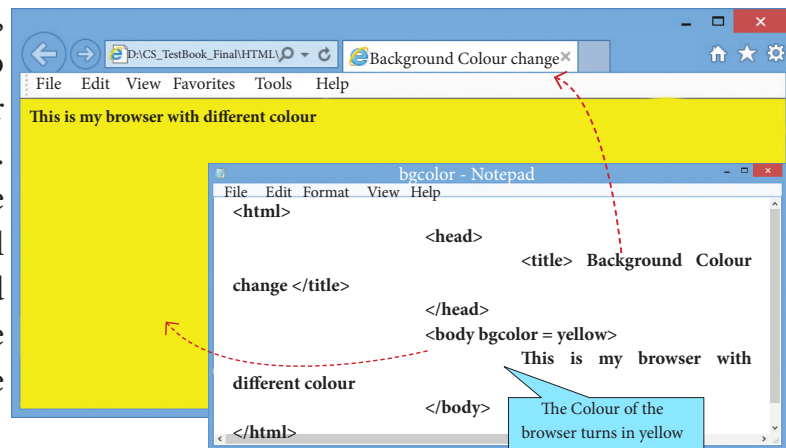 D:\CS_TestBook_Final\HTML\
Background Colour change
File Edit View Favorites Tools Help
This is my browser with different colour
bgcolor - Notepad
File Edit Format View Help
<html>
<head>
<title> Background Colour
change </title>
</head>
<body bgcolor = yellow>
This is my browser with
different colour
</body>
</html>
The Colour of the
browser turns in yellow